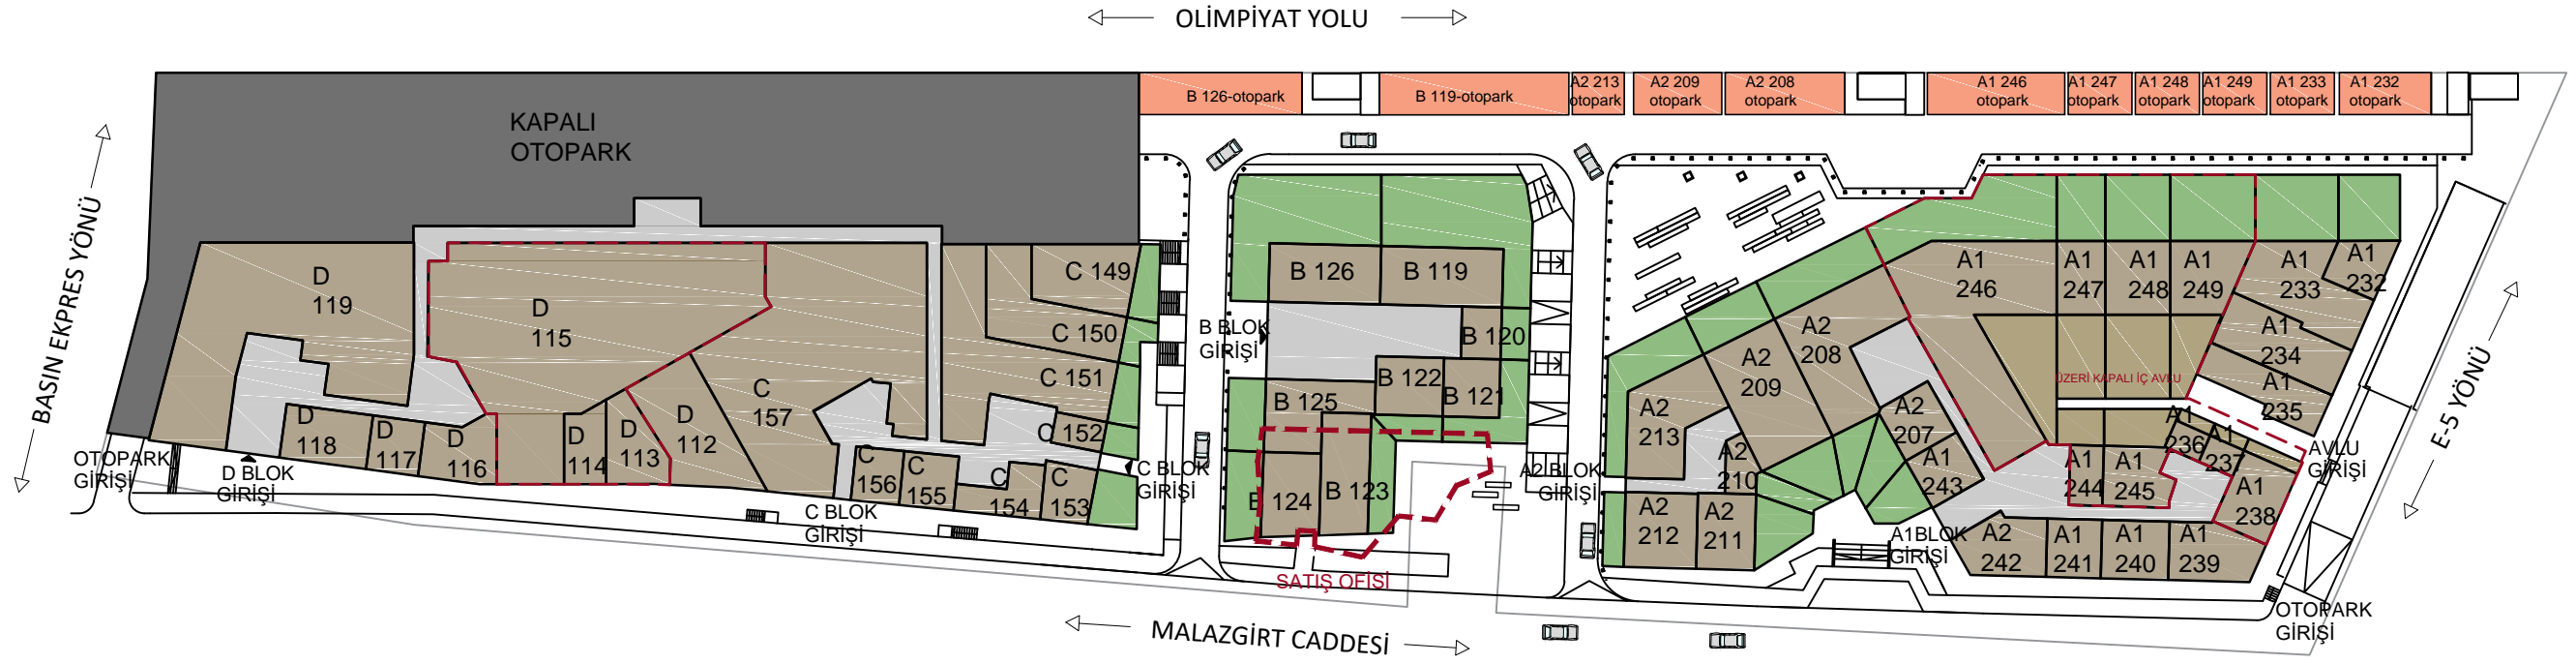 OLİMPİYAT YOLU
B 126-otopark
B 119-otopark
A2 213
otopark
A2 209
otopark
A2 208
otopark
A1 246
otopark
A1 247
otopark
A1 248
otopark
A1 249
otopark
A1 233
otopark
A1 232
otopark
KAPALI
OTOPARK
BASIN EKPRES YÖNÜ
D
119
D
115
D
118
D
117
D
116
D
114
D
113
D
112
C
157
C 149
C 150
C 151
C 152
C
153
C
154
C
155
C
156
OTOPARK
GİRİŞİ
D BLOK
GİRİŞİ
C BLOK
GİRİŞİ
C BLOK
GİRİŞİ
B BLOK
GİRİŞİ
B 126
B 119
B 120
B 122
B 121
B 125
B 124
B 123
SATIŞ OFİSİ
A2 BLOK
GİRİŞİ
A2
213
A2
209
A2
208
A2
210
A2
207
A2
212
A2
211
A1
243
A1BLOK
GİRİŞİ
A1
246
A1
247
A1
248
A1
249
A1
233
A1
232
A1
234
A1
235
ÜZERİ KAPALI İÇ AVLU
A1
236
A1
237
A1
244
A1
245
A1
238
A2
242
A1
241
A1
240
A1
239
AVLU
GİRİŞİ
E-5 YÖNÜ
OTOPARK
GİRİŞİ
MALAZGİRT CADDESİ